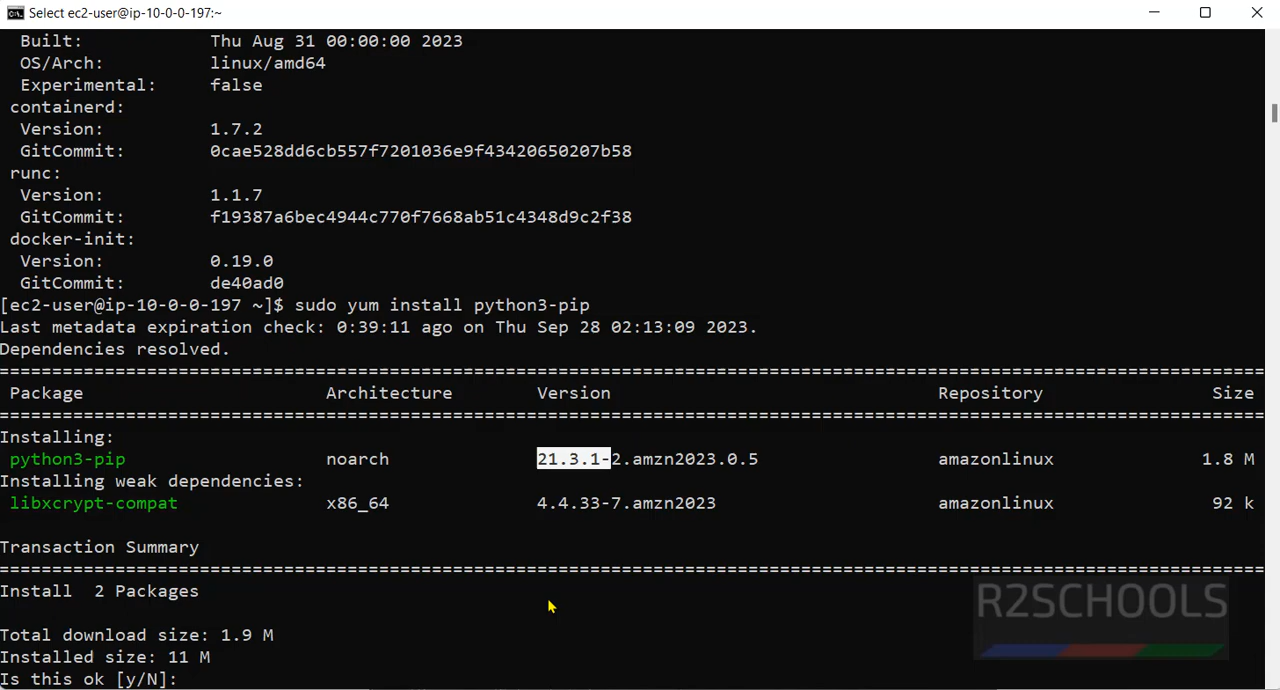 Select ec2-user@ip-10-0-0-197:~
Built: Thu Aug 31 00:00:00 2023
OS/Arch: linux/amd64
Experimental: false
containerd:
Version: 1.7.2
GitCommit: 0cae528dd6cb557f7201036e9f43420650207b58
runc:
Version: 1.1.7
GitCommit: f19387a6bec4944c770f7668ab51c4348d9c2f38
docker-init:
Version: 0.19.0
GitCommit: de40ad0
[ec2-user@ip-10-0-0-197 ~]$ sudo yum install python3-pip
Last metadata expiration check: 0:39:11 ago on Thu Sep 28 02:13:09 2023.
Dependencies resolved.
================================================================================
Package Architecture Version Repository Size
================================================================================
Installing:
python3-pip noarch 21.3.1-2.amzn2023.0.5 amazonlinux 1.8 M
Installing weak dependencies:
libxcrypt-compat x86_64 4.4.33-7.amzn2023 amazonlinux 92 k
Transaction Summary
================================================================================
Install 2 Packages
R2SCHOOLS
Total download size: 1.9 M
Installed size: 11 M
Is this ok [y/N]: